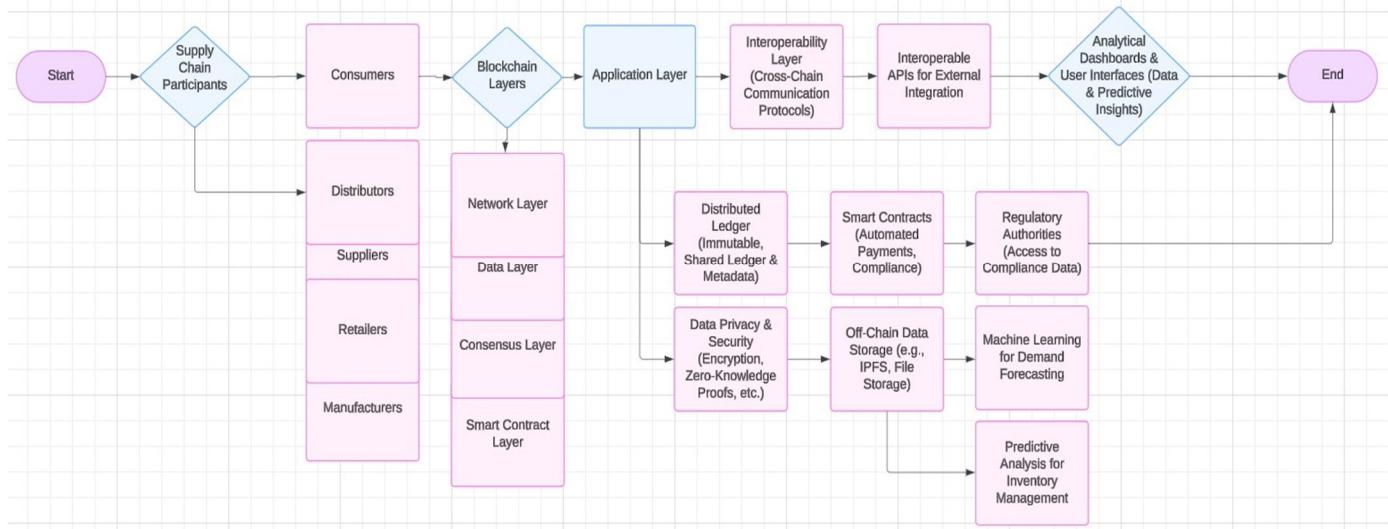 Start
Supply
Chain
Participants
Consumers
Blockchain
Layers
Application Layer
Interoperability
Layer
(Cross-Chain
Communication
Protocols)
Interoperable
APIs for External
Integration
Analytical
Dashboards &
User Interfaces (Data
& Predictive
Insights)
End
Distributors
Suppliers
Retailers
Manufacturers
Network Layer
Data Layer
Consensus Layer
Smart Contract
Layer
Distributed
Ledger
(Immutable,
Shared Ledger &
Metadata)
Smart Contracts
(Automated
Payments,
Compliance)
Regulatory
Authorities
(Access to
Compliance Data)
Data Privacy &
Security
(Encryption,
Zero-Knowledge
Proofs, etc.)
Off-Chain Data
Storage (e.g.,
IPFS, File
Storage)
Machine Learning
for Demand
Forecasting
Predictive
Analysis for
Inventory
Management